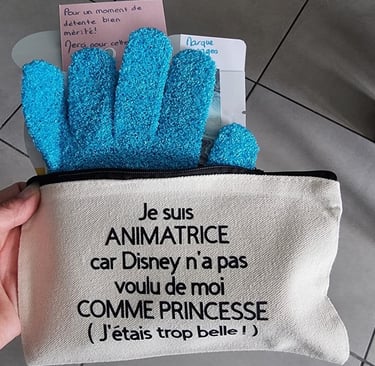 Pour un moment de
détente bien
mérité!
Merci pour cette
Marque
Je suis
ANIMATRICE
car Disney n'a pas
voulu de moi
COMME PRINCESSE
( J'étais trop belle ! )